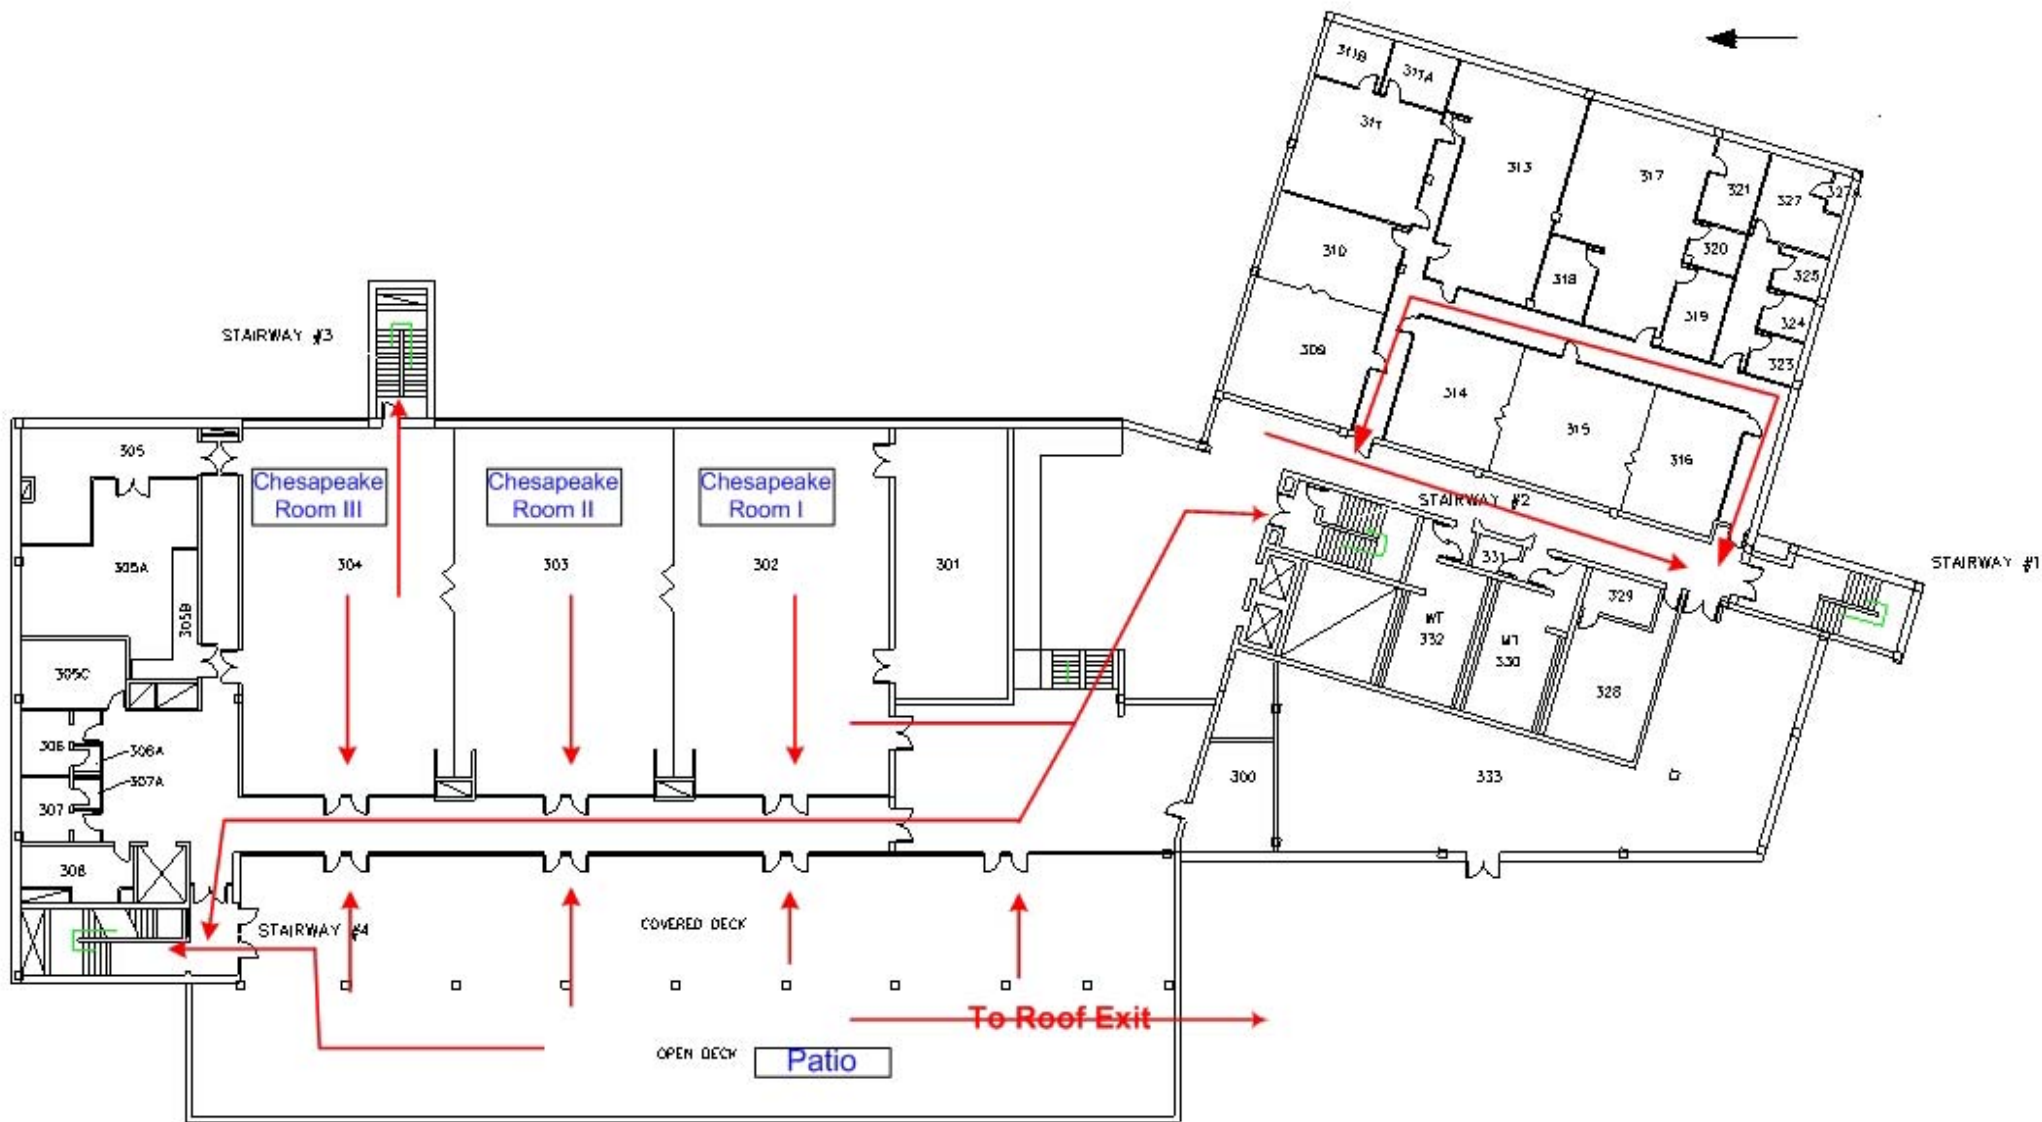 311B
311A
311
313
317
321
327
327A
320
325
310
318
319
324
323
309
STAIRWAY #3
314
315
316
305
Chesapeake
Room III
Chesapeake
Room II
Chesapeake
Room I
STAIRWAY #2
305A
304
303
302
301
331
STAIRWAY #1
305B
329
WT
332
WT
330
305C
328
306
306A
307A
307
300
333
308
COVERED DECK
STAIRWAY #4
To Roof Exit
OPEN DECK
Patio